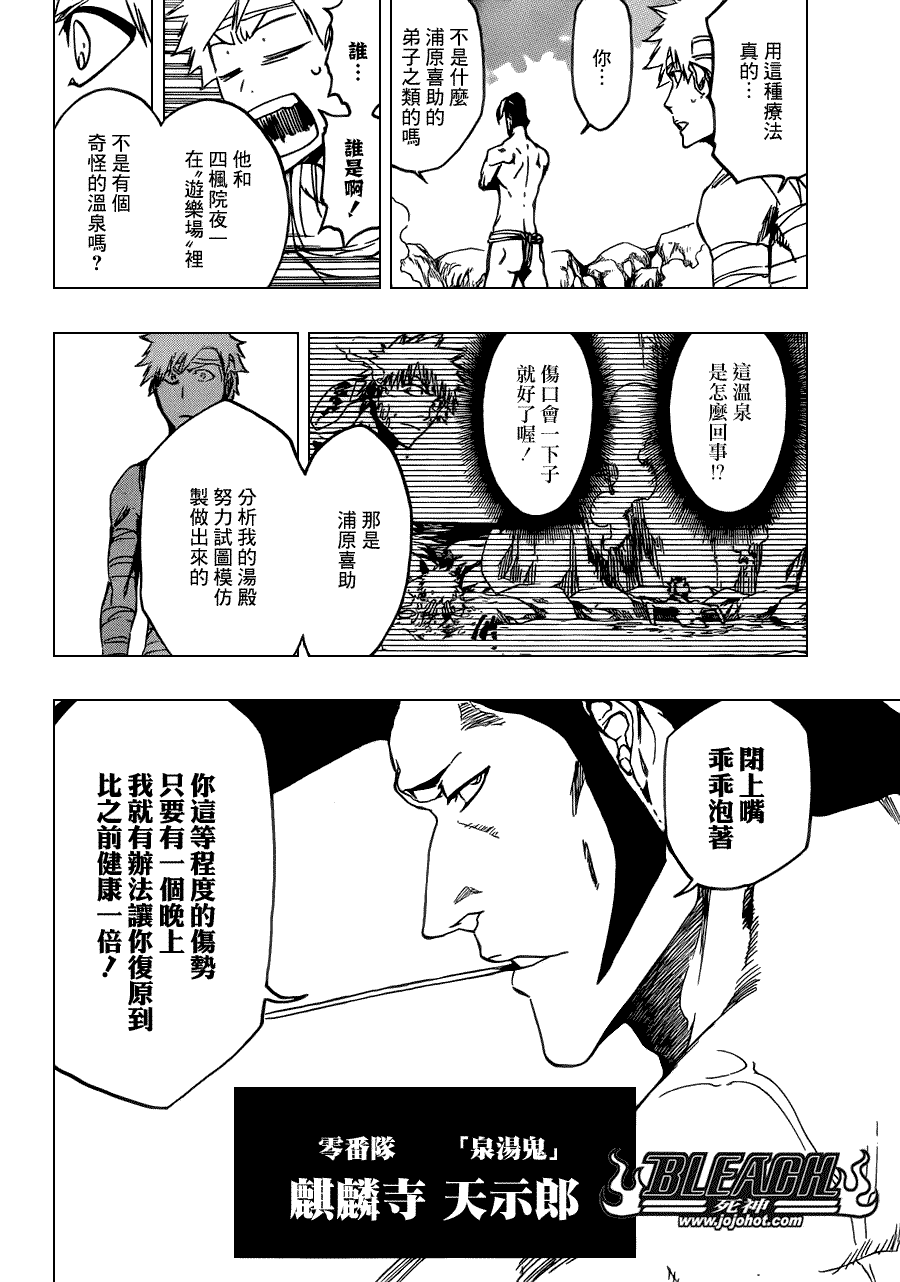 用這種療法
真的…
你…
不是什麼
浦原喜助的
弟子之類的嗎
誰…
誰是啊！
他和
四楓院夜一
在〝遊樂場〞裡
不是有個
奇怪的溫泉嗎？
這溫泉
是怎麼回事!?
傷口會一下子
就好了喔！
那是
浦原喜助
分析我的湯殿
努力試圖模仿
製做出來的
閉上嘴
乖乖泡著
你這等程度的傷勢
只要有一個晚上
我就有辦法讓你復原到
比之前健康一倍！
零番隊 「泉湯鬼」
麒麟寺 天示郎
BLEACH
死神
www.jojohot.com